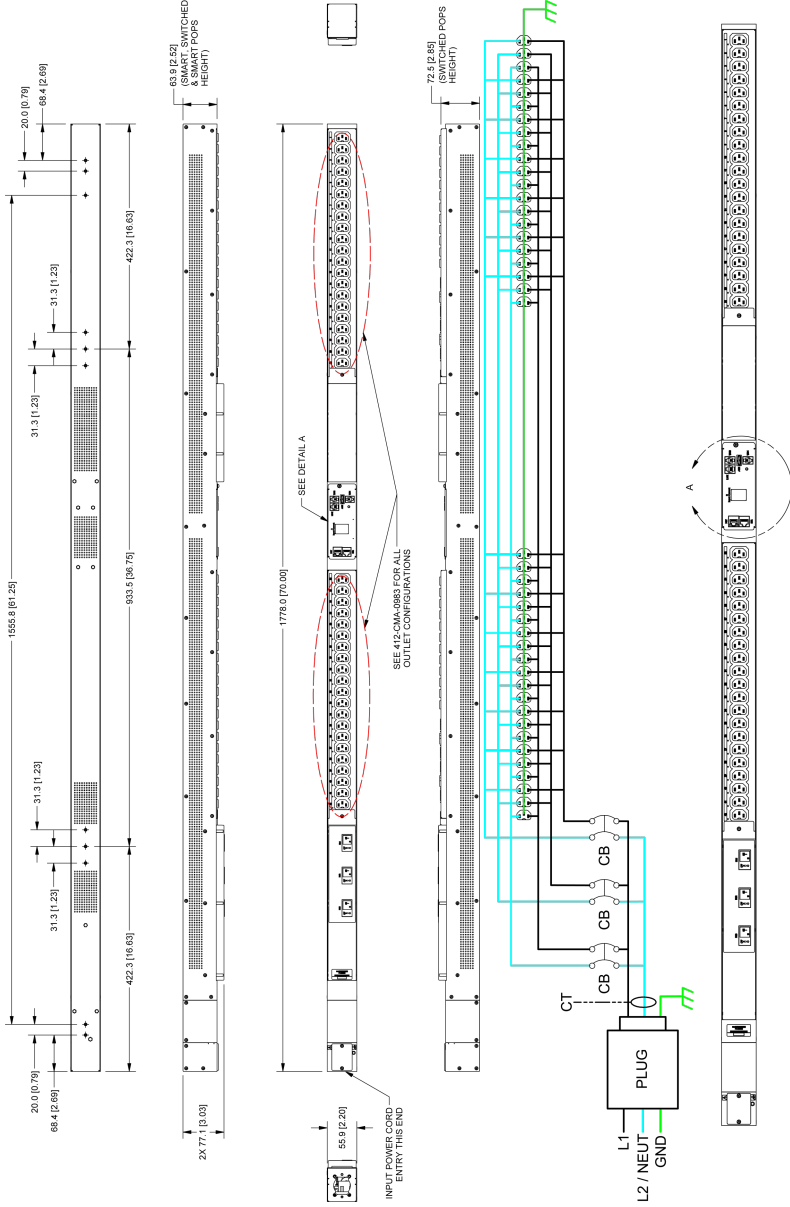 20.0 [0.79]
68.4 [2.69]
1555.8 [61.25]
31.3 [1.23]
422.3 [16.63]
31.3 [1.23]
933.5 [36.75]
31.3 [1.23]
31.3 [1.23]
422.3 [16.63]
20.0 [0.79]
68.4 [2.69]
63.9 [2.52]
(SMART, SWITCHED
& SMART POPS
HEIGHT)
2X 77.1 [3.03]
1778.0 [70.00]
SEE DETAIL A
55.9 [2.20]
INPUT POWER CORD
ENTRY THIS END
SEE 412-CMA-0983 FOR ALL
OUTLET CONFIGURATIONS
72.5 [2.85]
(SWITCHED POPS
HEIGHT)
CB
CB
CB
CT
PLUG
L1
L2 / NEUT
GND
A